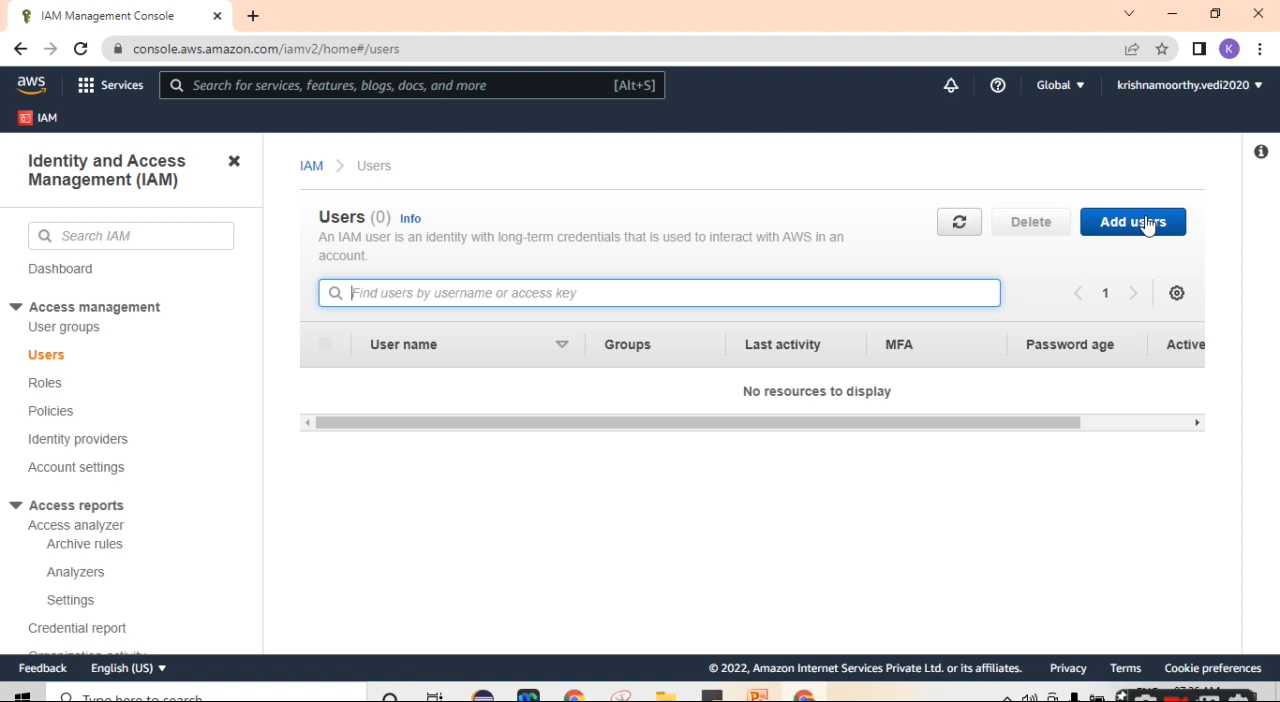 IAM Management Console
console.aws.amazon.com/iamv2/home#/users
K
aws
Services
Search for services, features, blogs, docs, and more
[Alt+S]
Global
krishnamoorthy.vedi2020
IAM
Identity and Access
Management (IAM)
Search IAM
Dashboard
Access management
User groups
Users
Roles
Policies
Identity providers
Account settings
Access reports
Access analyzer
Archive rules
Analyzers
Settings
Credential report
Organization activity
IAM > Users
Users (0) Info
An IAM user is an identity with long-term credentials that is used to interact with AWS in an
account.
Delete
Add users
Find users by username or access key
1
User name
Groups
Last activity
MFA
Password age
Active
No resources to display
Feedback
English (US)
© 2022, Amazon Internet Services Private Ltd. or its affiliates.
Privacy
Terms
Cookie preferences
Type here to search